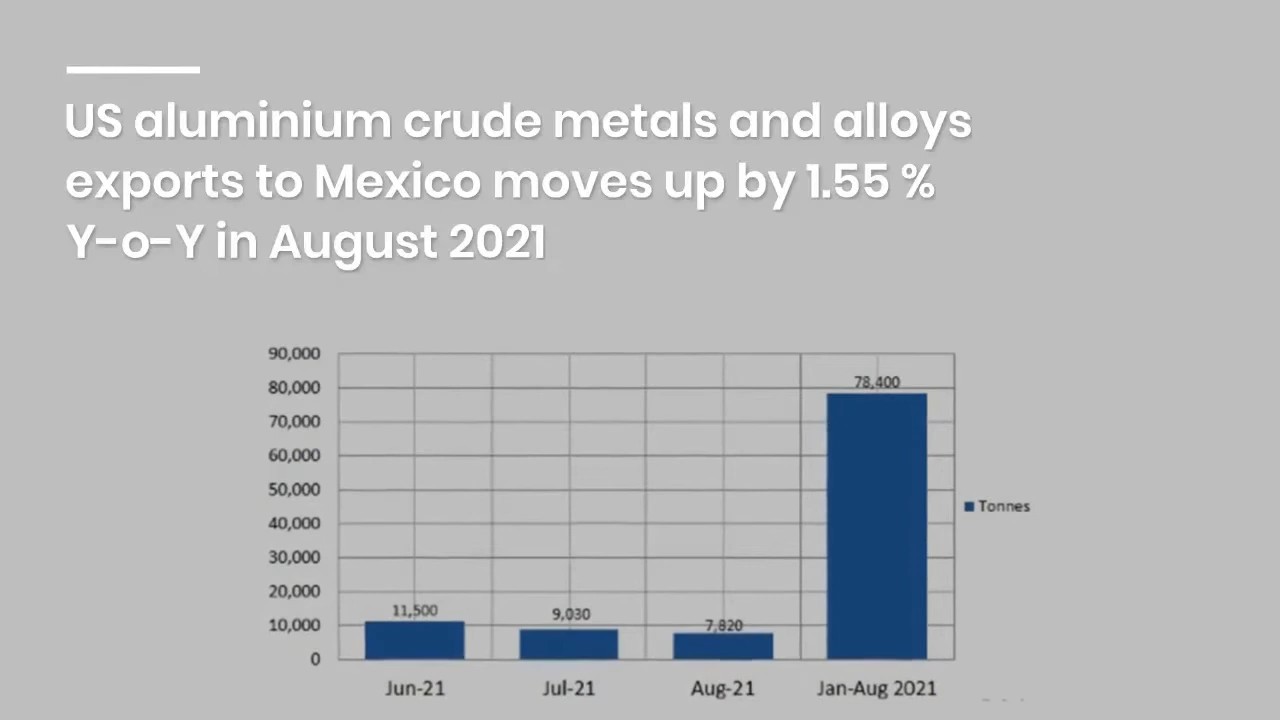 US aluminium crude metals and alloys
exports to Mexico moves up by 1.55 %
Y-o-Y in August 2021
90,000
80,000
70,000
60,000
50,000
40,000
30,000
20,000
10,000
0
78,400
11,500
9,030
7,820
Tonnes
Jun-21 Jul-21 Aug-21 Jan-Aug 2021